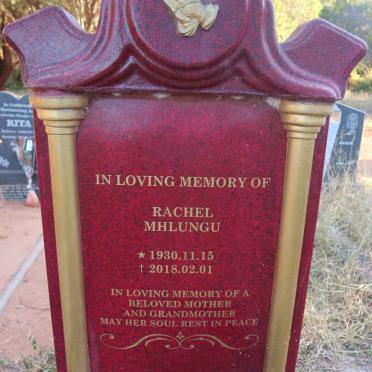 IN LOVING MEMORY OF
RACHEL
MHLUNGU
★ 1930.11.15
† 2018.02.01
IN LOVING MEMORY OF A
BELOVED MOTHER
AND GRANDMOTHER
MAY HER SOUL REST IN PEACE
RITA